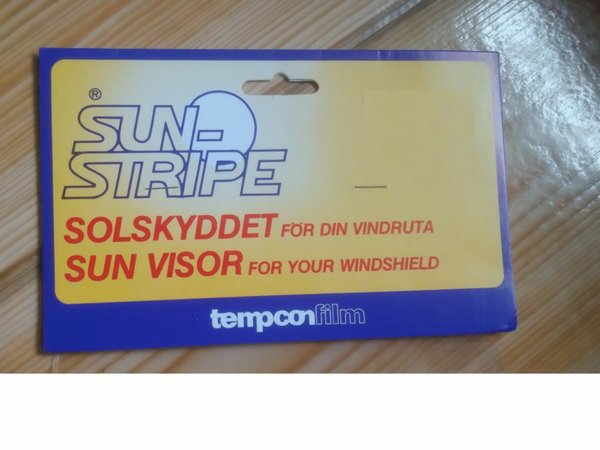 ®
SUN-
STRIPE
SOLSKYDDET FÖR DIN VINDRUTA
SUN VISOR FOR YOUR WINDSHIELD
tempconfilm